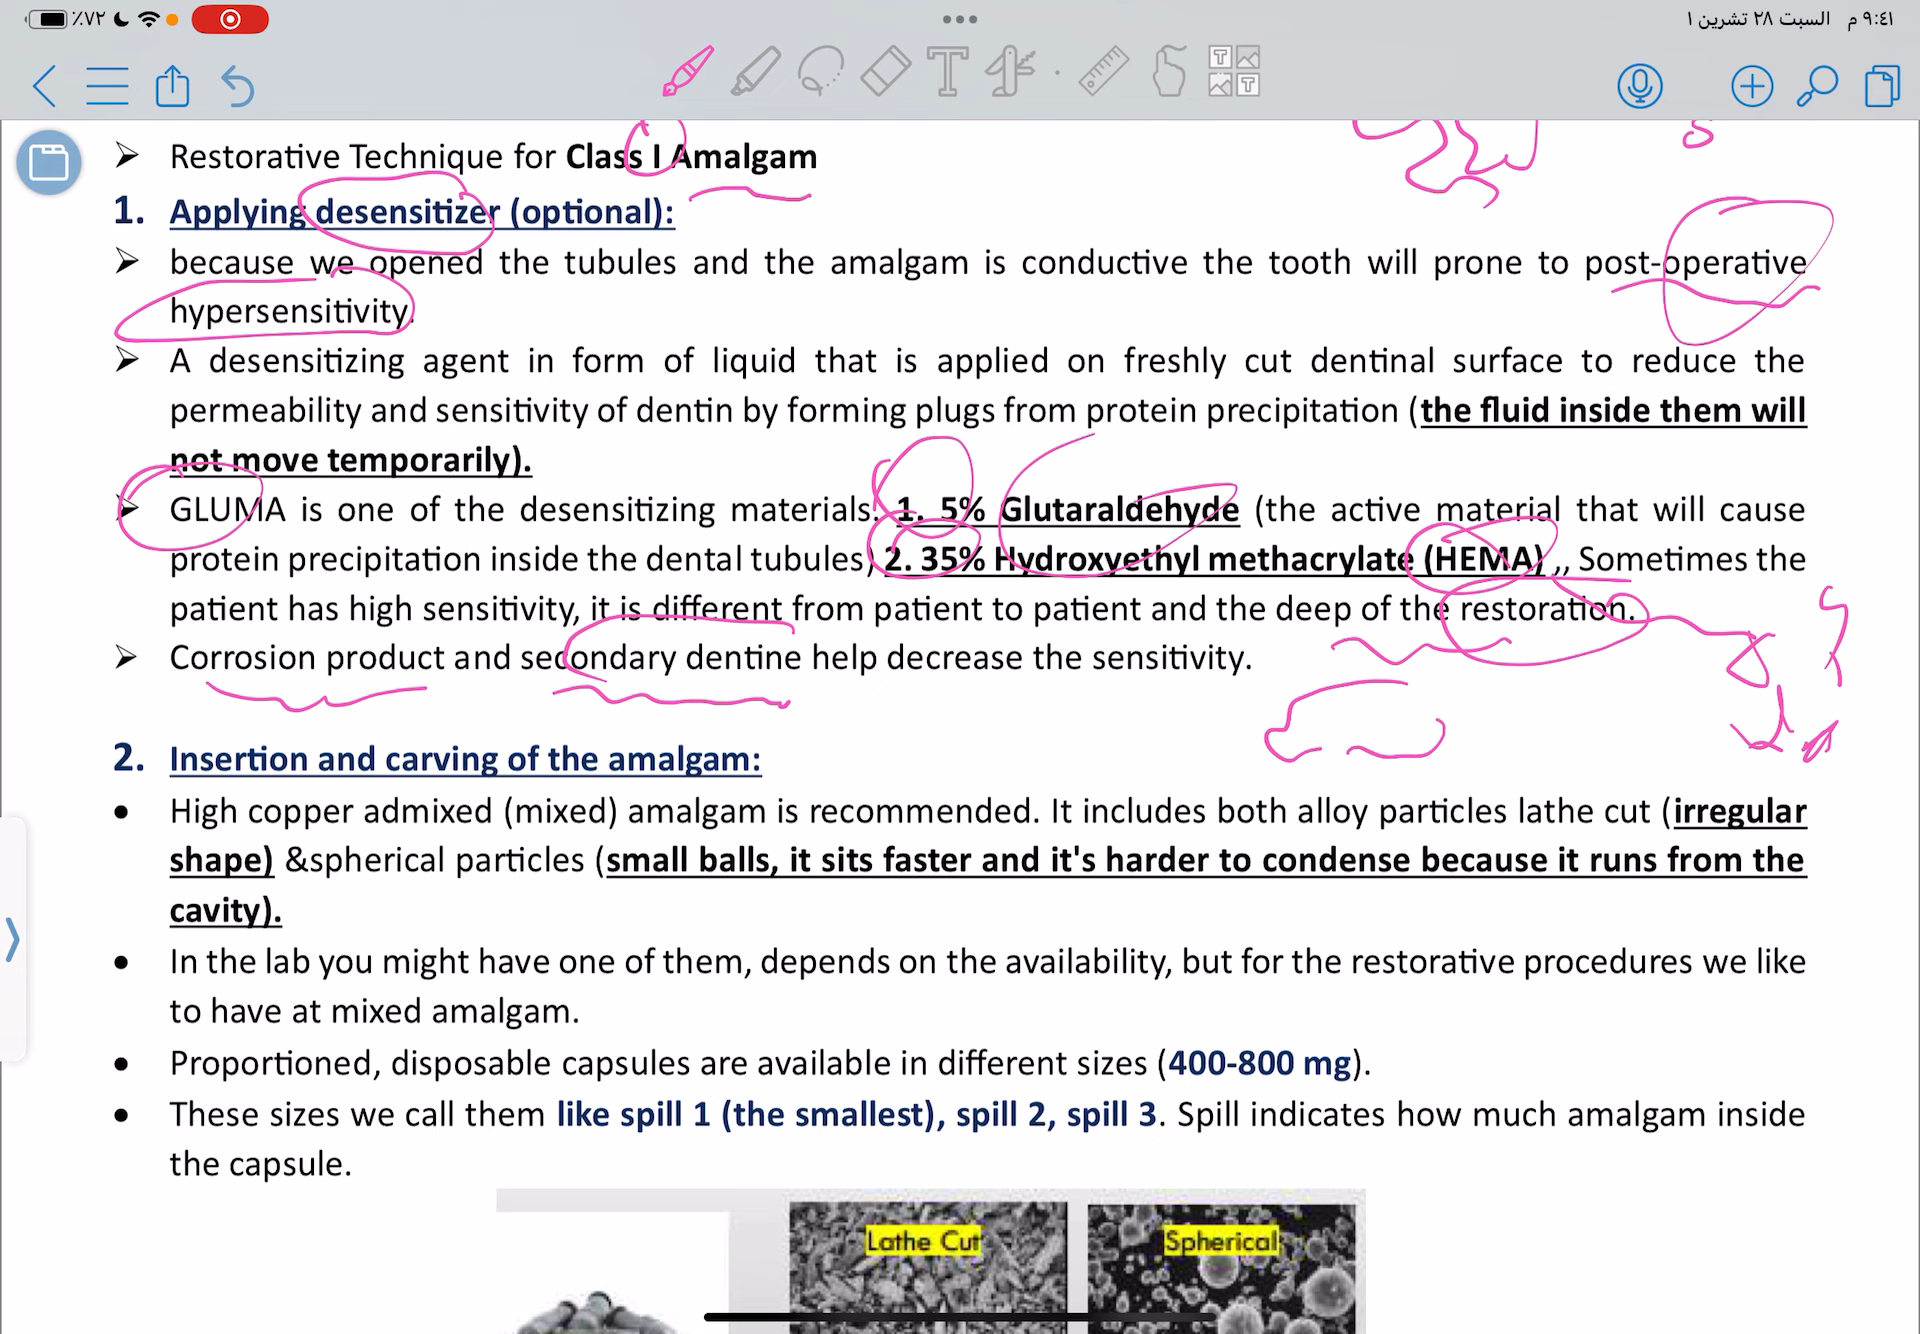 ٪٧٢
السبت ٢٨ تشرين ١ ٩:٤١ م
➢ Restorative Technique for Class I Amalgam
1. Applying desensitizer (optional):
➢ because we opened the tubules and the amalgam is conductive the tooth will prone to post-operative
hypersensitivity.
➢ A desensitizing agent in form of liquid that is applied on freshly cut dentinal surface to reduce the
permeability and sensitivity of dentin by forming plugs from protein precipitation (the fluid inside them will
not move temporarily).
➢ GLUMA is one of the desensitizing materials. 1. 5% Glutaraldehyde (the active material that will cause
protein precipitation inside the dental tubules) 2. 35% Hydroxyethyl methacrylate (HEMA) ,, Sometimes the
patient has high sensitivity, it is different from patient to patient and the deep of the restoration.
➢ Corrosion product and secondary dentine help decrease the sensitivity.
2. Insertion and carving of the amalgam:
• High copper admixed (mixed) amalgam is recommended. It includes both alloy particles lathe cut (irregular
shape) &spherical particles (small balls, it sits faster and it's harder to condense because it runs from the
cavity).
• In the lab you might have one of them, depends on the availability, but for the restorative procedures we like
to have at mixed amalgam.
• Proportioned, disposable capsules are available in different sizes (400-800 mg).
• These sizes we call them like spill 1 (the smallest), spill 2, spill 3. Spill indicates how much amalgam inside
the capsule.
Lathe Cut
Spherical